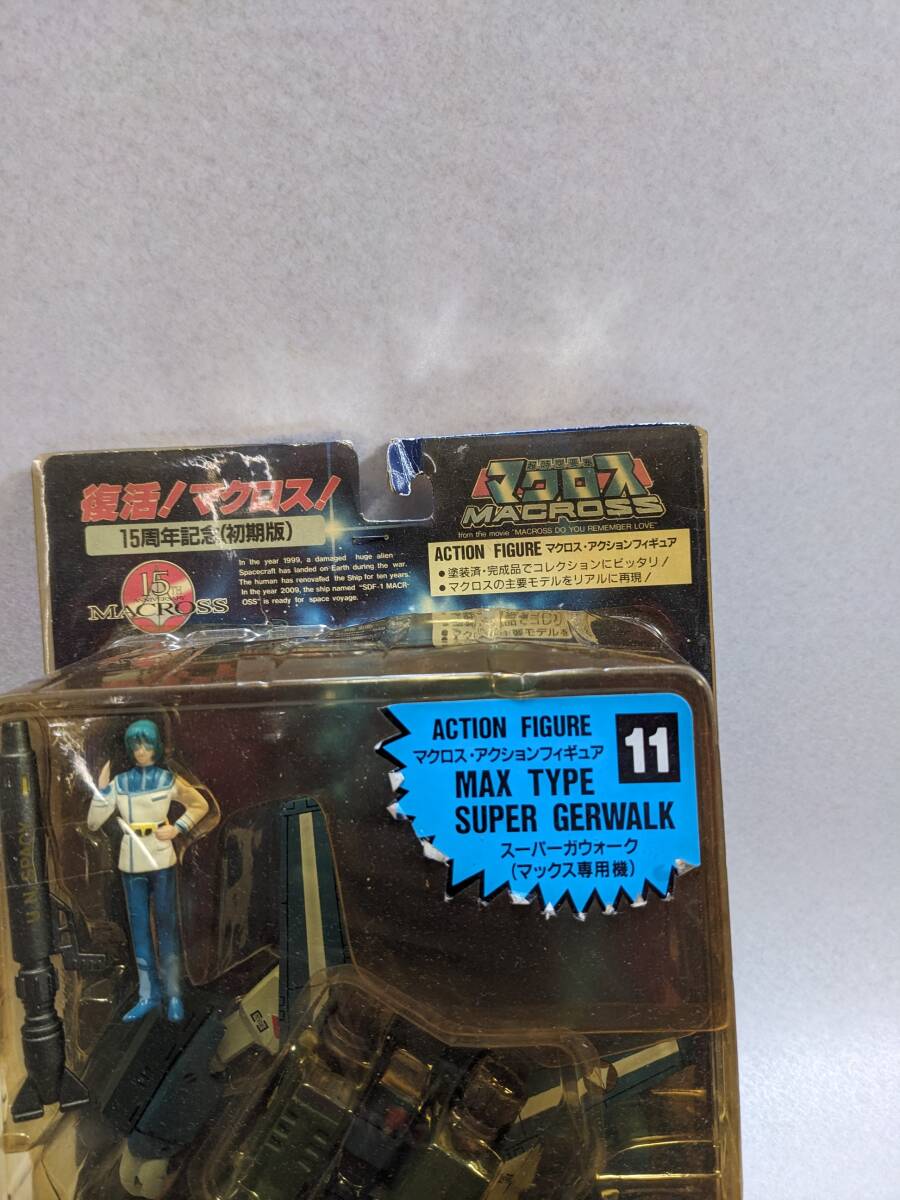 復活!マクロス!
15周年記念(初期版)
In the year 1999, a damaged huge alien
Spacecraft has landed on Earth during the war.
The human has renovated the Ship for ten years.
In the year 2009, the ship named "SDF-1 MACR-
OSS" is ready for space voyage.
15TH
ANNIVERSARY
MACROSS
超時空要塞
マクロス
MACROSS
from the movie "MACROSS DO YOU REMEMBER LOVE"
ACTION FIGURE マクロス・アクションフィギュア
●塗装済・完成品でコレクションにピッタリ!
●マクロスの主要モデルをリアルに再現!
ACTION FIGURE
マクロス・アクションフィギュア
11
MAX TYPE
SUPER GERWALK
スーパーガウォーク
(マックス専用機)
U.N.SPACY